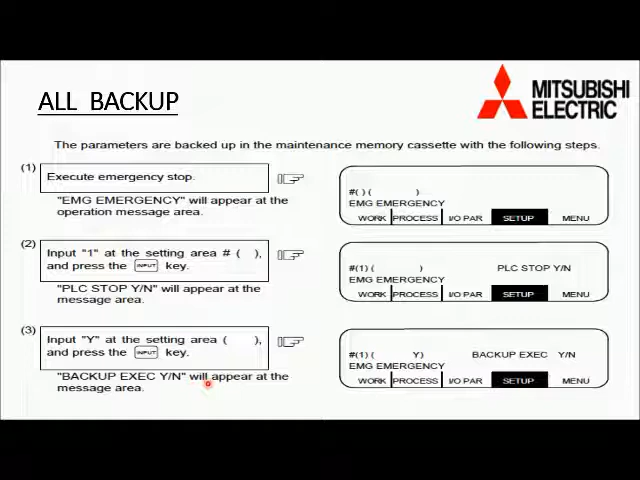 ALL BACKUP
MITSUBISHI
ELECTRIC
The parameters are backed up in the maintenance memory cassette with the following steps.
(1)
Execute emergency stop.
"EMG EMERGENCY" will appear at the
operation message area.
#( ) ( )
EMG EMERGENCY
WORK PROCESS I/O PAR SETUP MENU
(2)
Input "1" at the setting area # ( ),
and press the INPUT key.
"PLC STOP Y/N" will appear at the
message area.
#(1) ( ) PLC STOP Y/N
EMG EMERGENCY
WORK PROCESS I/O PAR SETUP MENU
(3)
Input "Y" at the setting area ( ),
and press the INPUT key.
"BACKUP EXEC Y/N" will appear at the
message area.
#(1) ( Y) BACKUP EXEC Y/N
EMG EMERGENCY
WORK PROCESS I/O PAR SETUP MENU